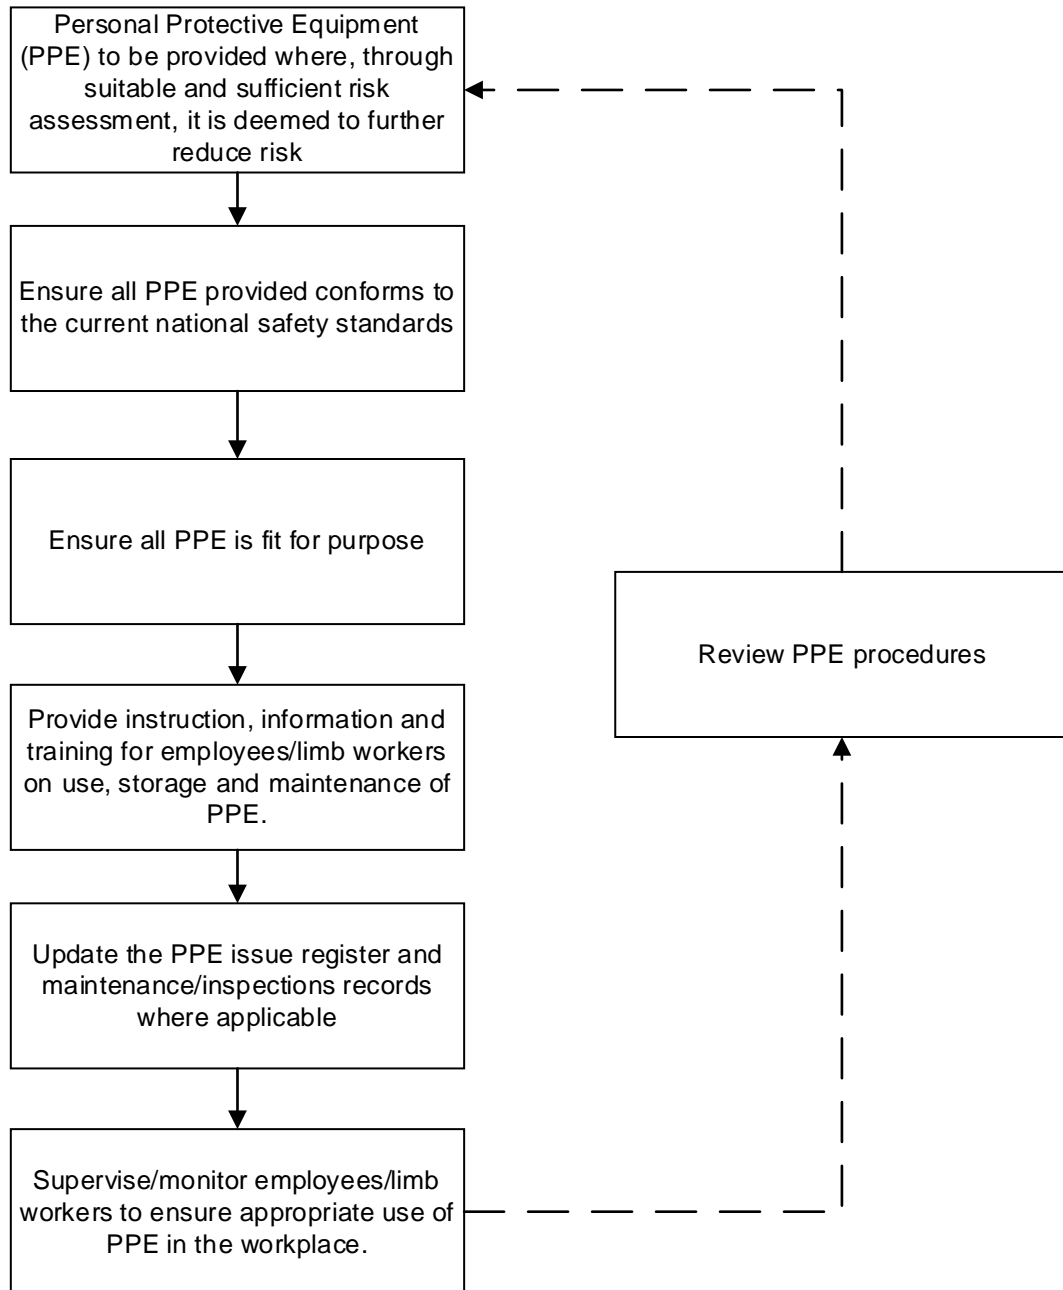 Personal Protective Equipment
(PPE) to be provided where, through
suitable and sufficient risk
assessment, it is deemed to further
reduce risk
Ensure all PPE provided conforms to
the current national safety standards
Ensure all PPE is fit for purpose
Provide instruction, information and
training for employees/limb workers
on use, storage and maintenance of
PPE.
Update the PPE issue register and
maintenance/inspections records
where applicable
Supervise/monitor employees/limb
workers to ensure appropriate use of
PPE in the workplace.
Review PPE procedures